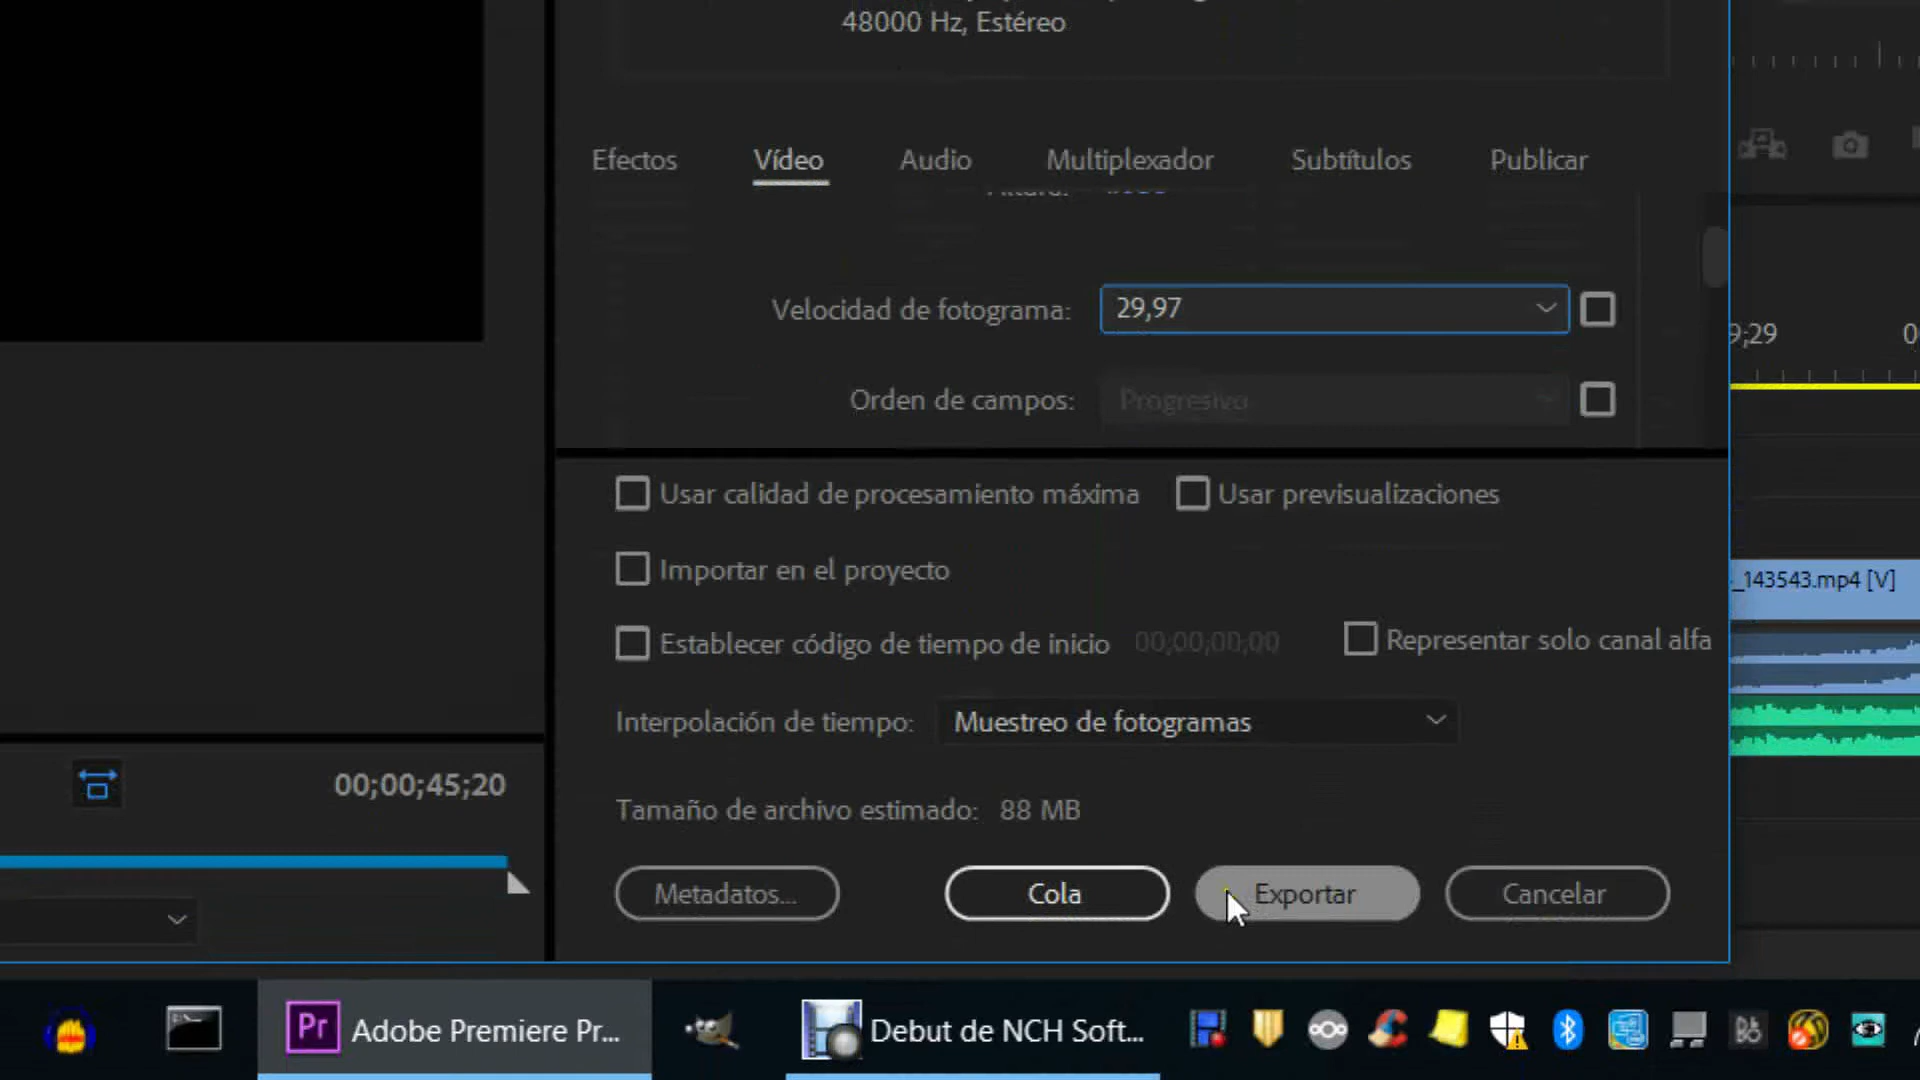 48000 Hz, Estéreo
Efectos Vídeo Audio Multiplexador Subtítulos Publicar
Velocidad de fotograma: 29,97
9;29
Orden de campos: Progresivo
Usar calidad de procesamiento máxima Usar previsualizaciones
Importar en el proyecto
_143543.mp4 [V]
Establecer código de tiempo de inicio 00;00;00;00 Representar solo canal alfa
Interpolación de tiempo: Muestreo de fotogramas
00;00;45;20
Tamaño de archivo estimado: 88 MB
Metadatos... Cola Exportar Cancelar
Pr Adobe Premiere Pr... Debut de NCH Soft...